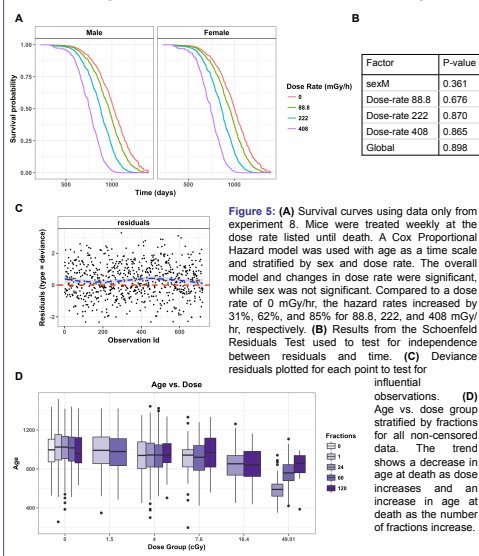 A
Male
Female
1.00
0.75
0.50
0.25
0.00
Survival probability
500
1000
500
1000
Time (days)
Dose Rate (mGy/h)
0
88.8
222
408
B
Factor P-value
sexM 0.361
Dose-rate 88.8 0.676
Dose-rate 222 0.870
Dose-rate 408 0.865
Global 0.898
C
residuals
Residuals (type = deviance)
2
0
-2
0
200
400
600
Observation Id
Figure 5: (A) Survival curves using data only from
experiment 8. Mice were treated weekly at the
dose rate listed until death. A Cox Proportional
Hazard model was used with age as a time scale
and stratified by sex and dose rate. The overall
model and changes in dose rate were significant,
while sex was not significant. Compared to a dose
rate of 0 mGy/hr, the hazard rates increased by
31%, 62%, and 85% for 88.8, 222, and 408 mGy/
hr, respectively. (B) Results from the Schoenfeld
Residuals Test used to test for independence
between residuals and time. (C) Deviance
residuals plotted for each point to test for
influential
observations. (D)
Age vs. dose group
stratified by fractions
for all non-censored
data. The trend
shows a decrease in
age at death as dose
increases and an
increase in age at
death as the number
of fractions increase.
D
Age vs. Dose
Age
1200
800
400
0
1.5
4
7.6
16.4
49.01
Dose Group (cGy)
Fractions
0
1
24
60
120